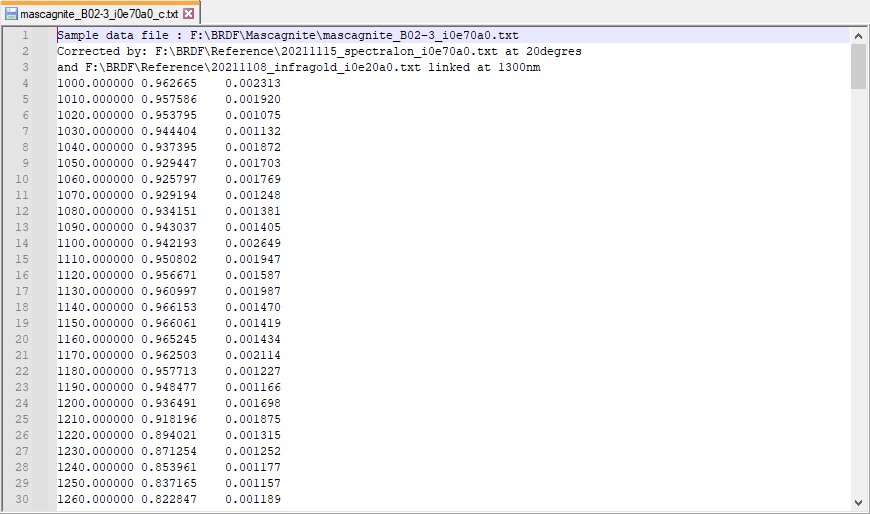 mascagnite_B02-3_i0e70a0_c.txt
1 Sample data file : F:\BRDF\Mascagnite\mascagnite_B02-3_i0e70a0.txt
2 Corrected by: F:\BRDF\Reference\20211115_spectralon_i0e70a0.txt at 20degres
3 and F:\BRDF\Reference\20211108_infragold_i0e20a0.txt linked at 1300nm
4 1000.000000 0.962665 0.002313
5 1010.000000 0.957586 0.001920
6 1020.000000 0.953795 0.001075
7 1030.000000 0.944404 0.001132
8 1040.000000 0.937395 0.001872
9 1050.000000 0.929447 0.001703
10 1060.000000 0.925797 0.001769
11 1070.000000 0.929194 0.001248
12 1080.000000 0.934151 0.001381
13 1090.000000 0.943037 0.001405
14 1100.000000 0.942193 0.002649
15 1110.000000 0.950802 0.001947
16 1120.000000 0.956671 0.001587
17 1130.000000 0.960997 0.001987
18 1140.000000 0.966153 0.001470
19 1150.000000 0.966061 0.001419
20 1160.000000 0.965245 0.001434
21 1170.000000 0.962503 0.002114
22 1180.000000 0.957713 0.001227
23 1190.000000 0.948477 0.001166
24 1200.000000 0.936491 0.001698
25 1210.000000 0.918196 0.001875
26 1220.000000 0.894021 0.001315
27 1230.000000 0.871254 0.001252
28 1240.000000 0.853961 0.001177
29 1250.000000 0.837165 0.001157
30 1260.000000 0.822847 0.001189